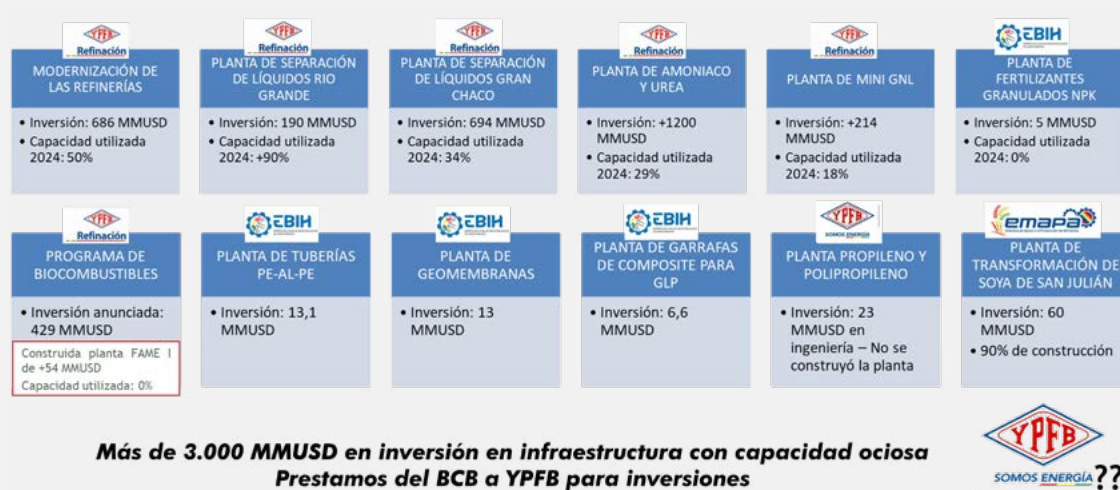 YPFB
Refinación
MODERNIZACIÓN DE
LAS REFINERÍAS
• Inversión: 686 MMUSD
• Capacidad utilizada
2024: 50%
YPFB
Refinación
PLANTA DE SEPARACIÓN
DE LÍQUIDOS RIO
GRANDE
• Inversión: 190 MMUSD
• Capacidad utilizada
2024: +90%
YPFB
Refinación
PLANTA DE SEPARACIÓN
DE LÍQUIDOS GRAN
CHACO
• Inversión: 694 MMUSD
• Capacidad utilizada
2024: 34%
YPFB
Refinación
PLANTA DE AMONIACO
Y UREA
• Inversión: +1200
MMUSD
• Capacidad utilizada
2024: 29%
YPFB
Refinación
PLANTA DE MINI GNL
• Inversión: +214
MMUSD
• Capacidad utilizada
2024: 18%
EBIH
PLANTA DE
FERTILIZANTES
GRANULADOS NPK
• Inversión: 5 MMUSD
• Capacidad utilizada
2024: 0%
YPFB
Refinación
PROGRAMA DE
BIOCOMBUSTIBLES
• Inversión anunciada:
429 MMUSD
Construida planta FAME I
de +54 MMUSD
Capacidad utilizada: 0%
EBIH
PLANTA DE TUBERÍAS
PE-AL-PE
• Inversión: 13,1
MMUSD
EBIH
PLANTA DE
GEOMEMBRANAS
• Inversión: 13
MMUSD
EBIH
PLANTA DE GARRAFAS
DE COMPOSITE PARA
GLP
• Inversión: 6,6
MMUSD
YPFB
SOMOS ENERGÍA
PLANTA PROPILENO Y
POLIPROPILENO
• Inversión: 23
MMUSD en
ingeniería – No se
construyó la planta
emapa
PLANTA DE
TRANSFORMACIÓN DE
SOYA DE SAN JULIÁN
• Inversión: 60
MMUSD
• 90% de construcción
Más de 3.000 MMUSD en inversión en infraestructura con capacidad ociosa
Prestamos del BCB a YPFB para inversiones
YPFB
SOMOS ENERGÍA??